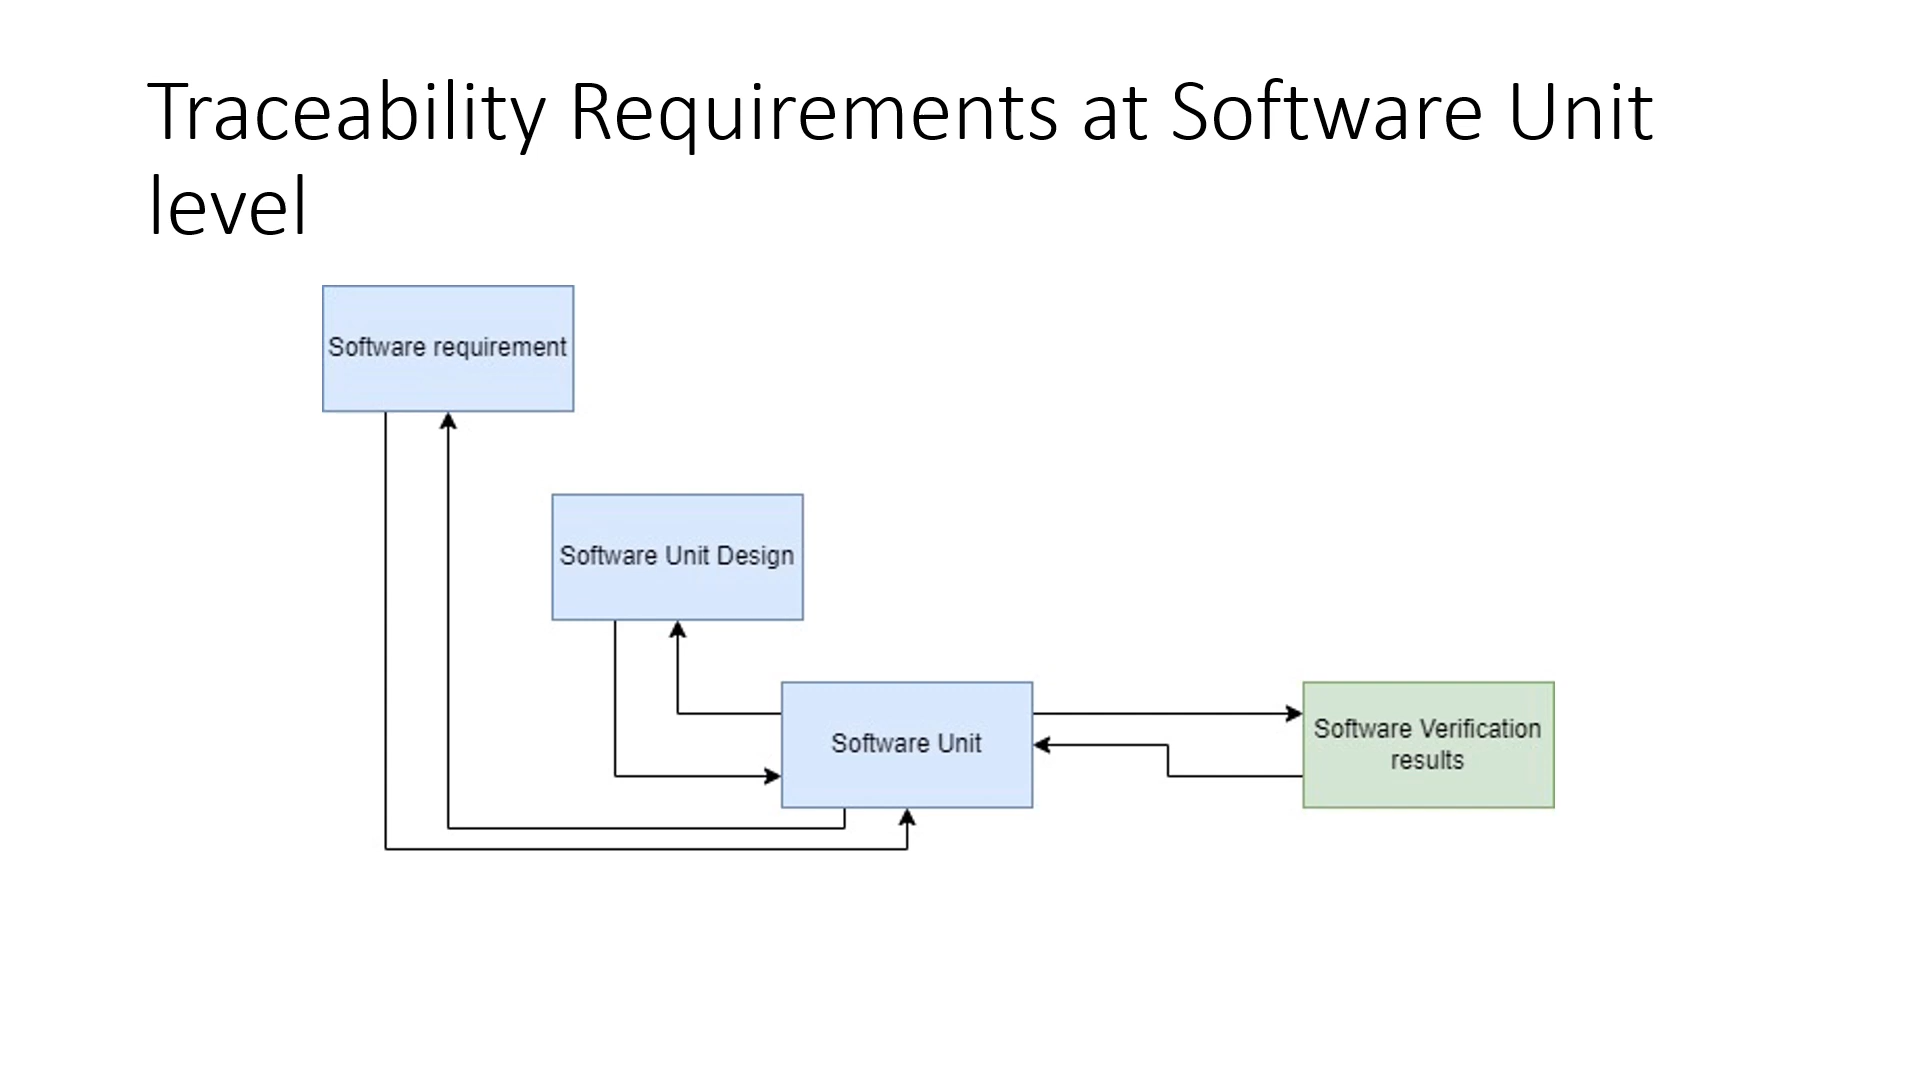 Traceability Requirements at Software Unit
level
Software requirement
Software Unit Design
Software Unit
Software Verification
results